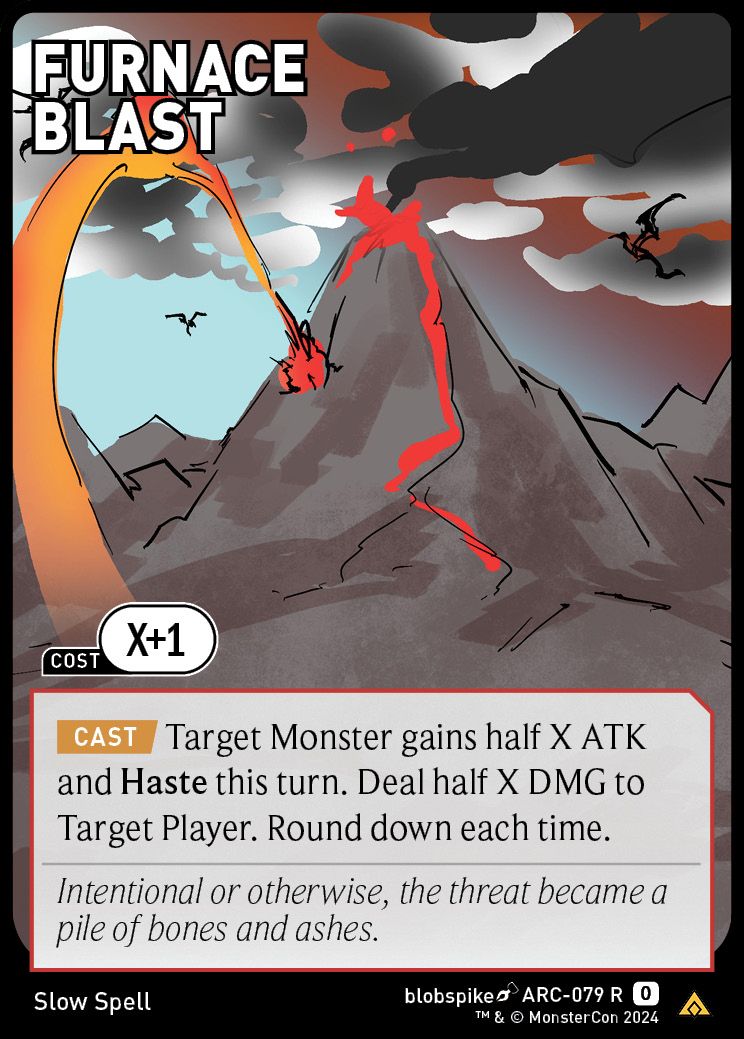 FURNACE
BLAST
COST X+1
CAST Target Monster gains half X ATK
and Haste this turn. Deal half X DMG to
Target Player. Round down each time.
Intentional or otherwise, the threat became a
pile of bones and ashes.
Slow Spell
blobspike ARC-079 R 0
™ & © MonsterCon 2024